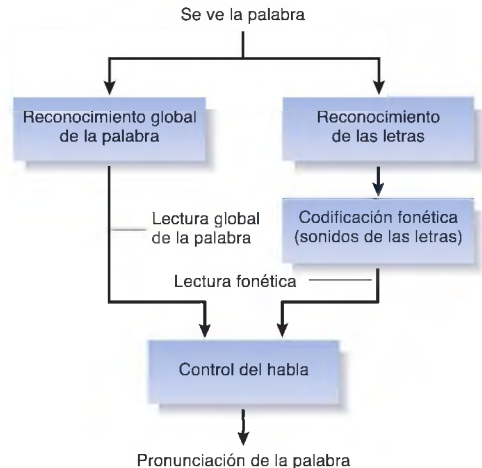 Se ve la palabra
Reconocimiento global
de la palabra
Reconocimiento
de las letras
Codificación fonética
(sonidos de las letras)
Lectura global
de la palabra
Lectura fonética
Control del habla
Pronunciación de la palabra